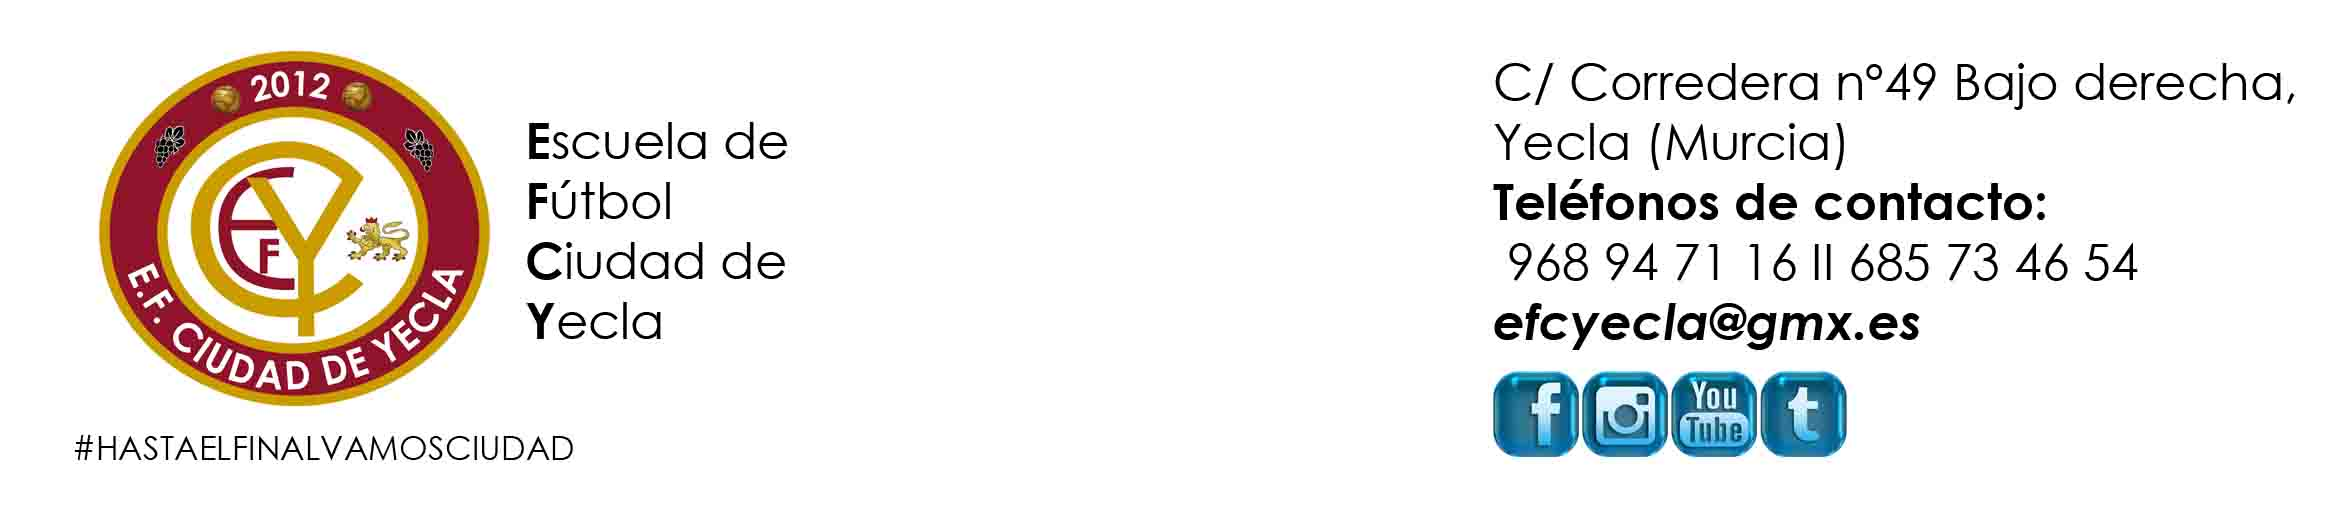 2012
E.F. CIUDAD DE YECLA
ECYF
Escuela de
Fútbol
Ciudad de
Yecla
#HASTAELFINALVAMOSCIUDAD
C/ Corredera nº49 Bajo derecha,
Yecla (Murcia)
Teléfonos de contacto:
968 94 71 16 II 685 73 46 54
efcyecla@gmx.es
f
You
Tube
t